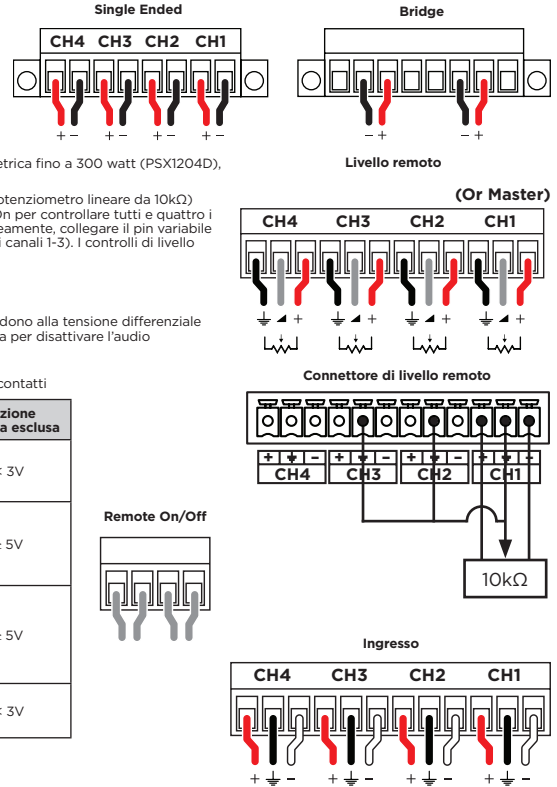 Single Ended
CH4 CH3 CH2 CH1
+ − + − + − + −
Bridge
− + − +
etrica fino a 300 watt (PSX1204D),
otenziometro lineare da 10kΩ)
On per controllare tutti e quattro i
eamente, collegare il pin variabile
i canali 1-3). I controlli di livello
dono alla tensione differenziale
a per disattivare l'audio
contatti
zione
a esclusa
< 3V
≥ 5V
≥ 5V
< 3V
Remote On/Off
Livello remoto
(Or Master)
CH4 CH3 CH2 CH1
+ + + +
Connettore di livello remoto
+ − + − + − + −
CH4 CH3 CH2 CH1
10kΩ
Ingresso
CH4 CH3 CH2 CH1
+ − + − + − + −